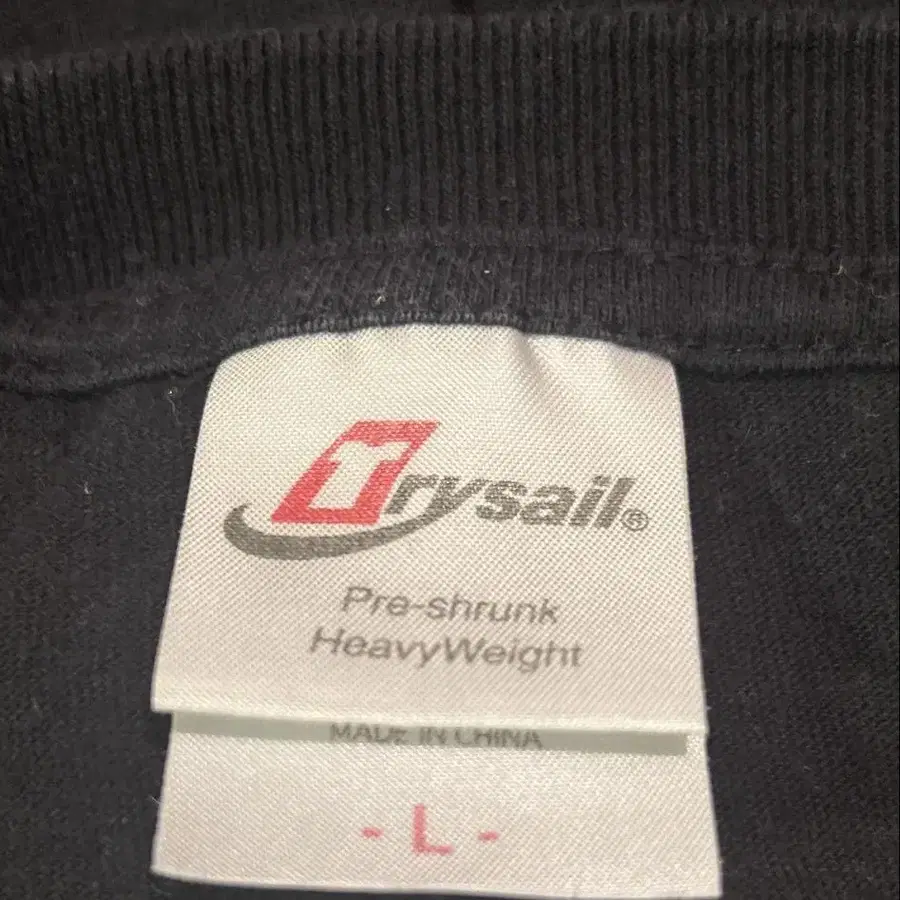 Trysail®
Pre-shrunk
HeavyWeight
MADE IN CHINA
- L -